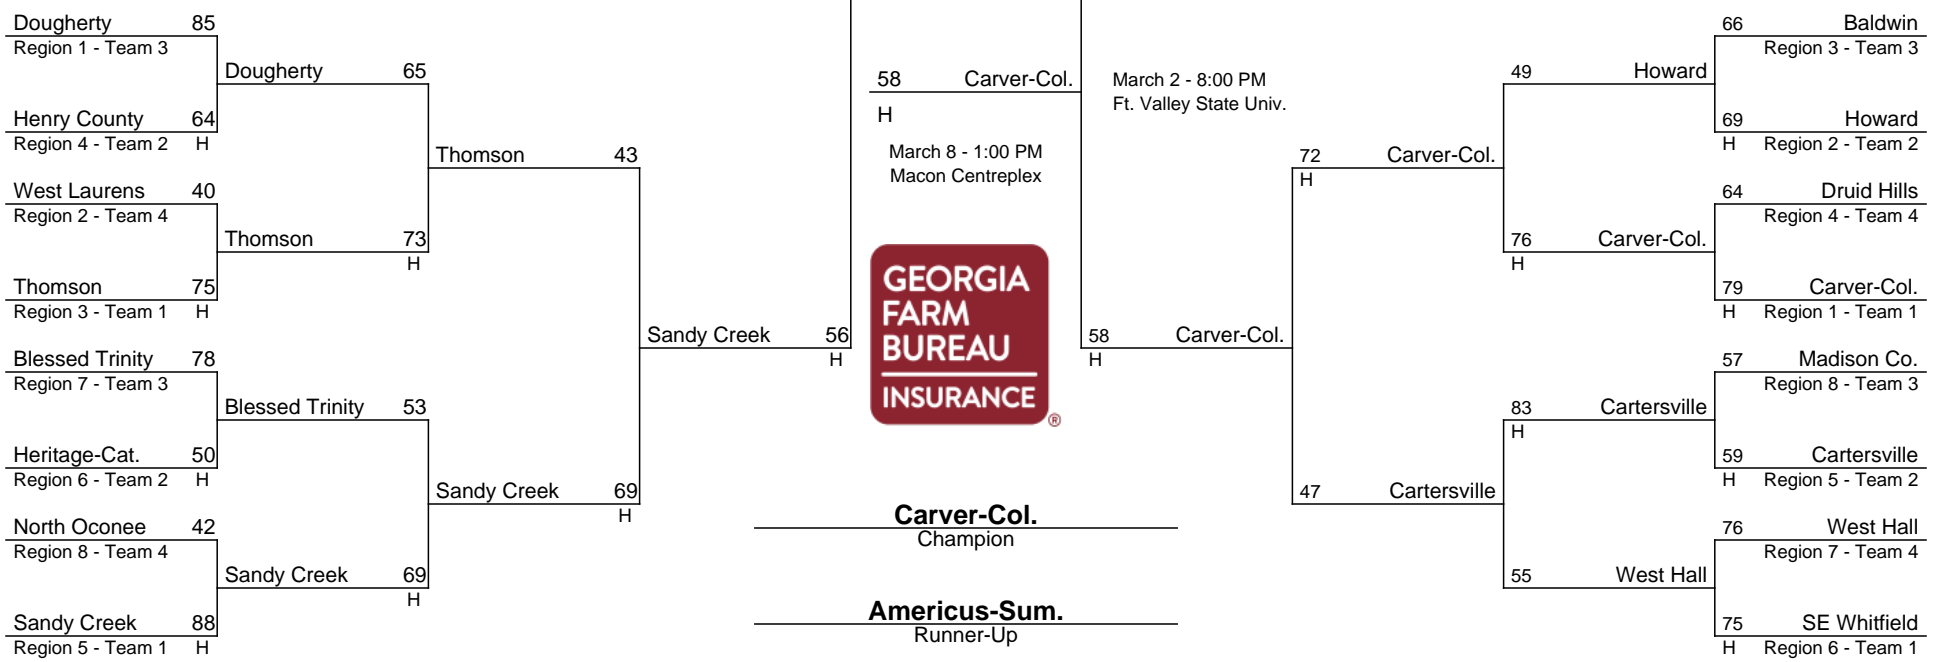 Dougherty 85
Region 1 - Team 3
Dougherty 65
Henry County 64
Region 4 - Team 2 H
Thomson 43
West Laurens 40
Region 2 - Team 4
Thomson 73
H
Thomson 75
Region 3 - Team 1 H
Sandy Creek 56
H
Blessed Trinity 78
Region 7 - Team 3
Blessed Trinity 53
Heritage-Cat. 50
Region 6 - Team 2 H
Sandy Creek 69
H
North Oconee 42
Region 8 - Team 4
Sandy Creek 69
H
Sandy Creek 88
Region 5 - Team 1 H
58 Carver-Col.
H
March 8 - 1:00 PM
Macon Centreplex
GEORGIA
FARM
BUREAU
INSURANCE
®
Carver-Col.
Champion
Americus-Sum.
Runner-Up
March 2 - 8:00 PM
Ft. Valley State Univ.
58 Carver-Col.
H
72 Carver-Col.
H
47 Cartersville
49 Howard
76 Carver-Col.
H
83 Cartersville
H
55 West Hall
66 Baldwin
Region 3 - Team 3
69 Howard
H Region 2 - Team 2
64 Druid Hills
Region 4 - Team 4
79 Carver-Col.
H Region 1 - Team 1
57 Madison Co.
Region 8 - Team 3
59 Cartersville
H Region 5 - Team 2
76 West Hall
Region 7 - Team 4
75 SE Whitfield
H Region 6 - Team 1